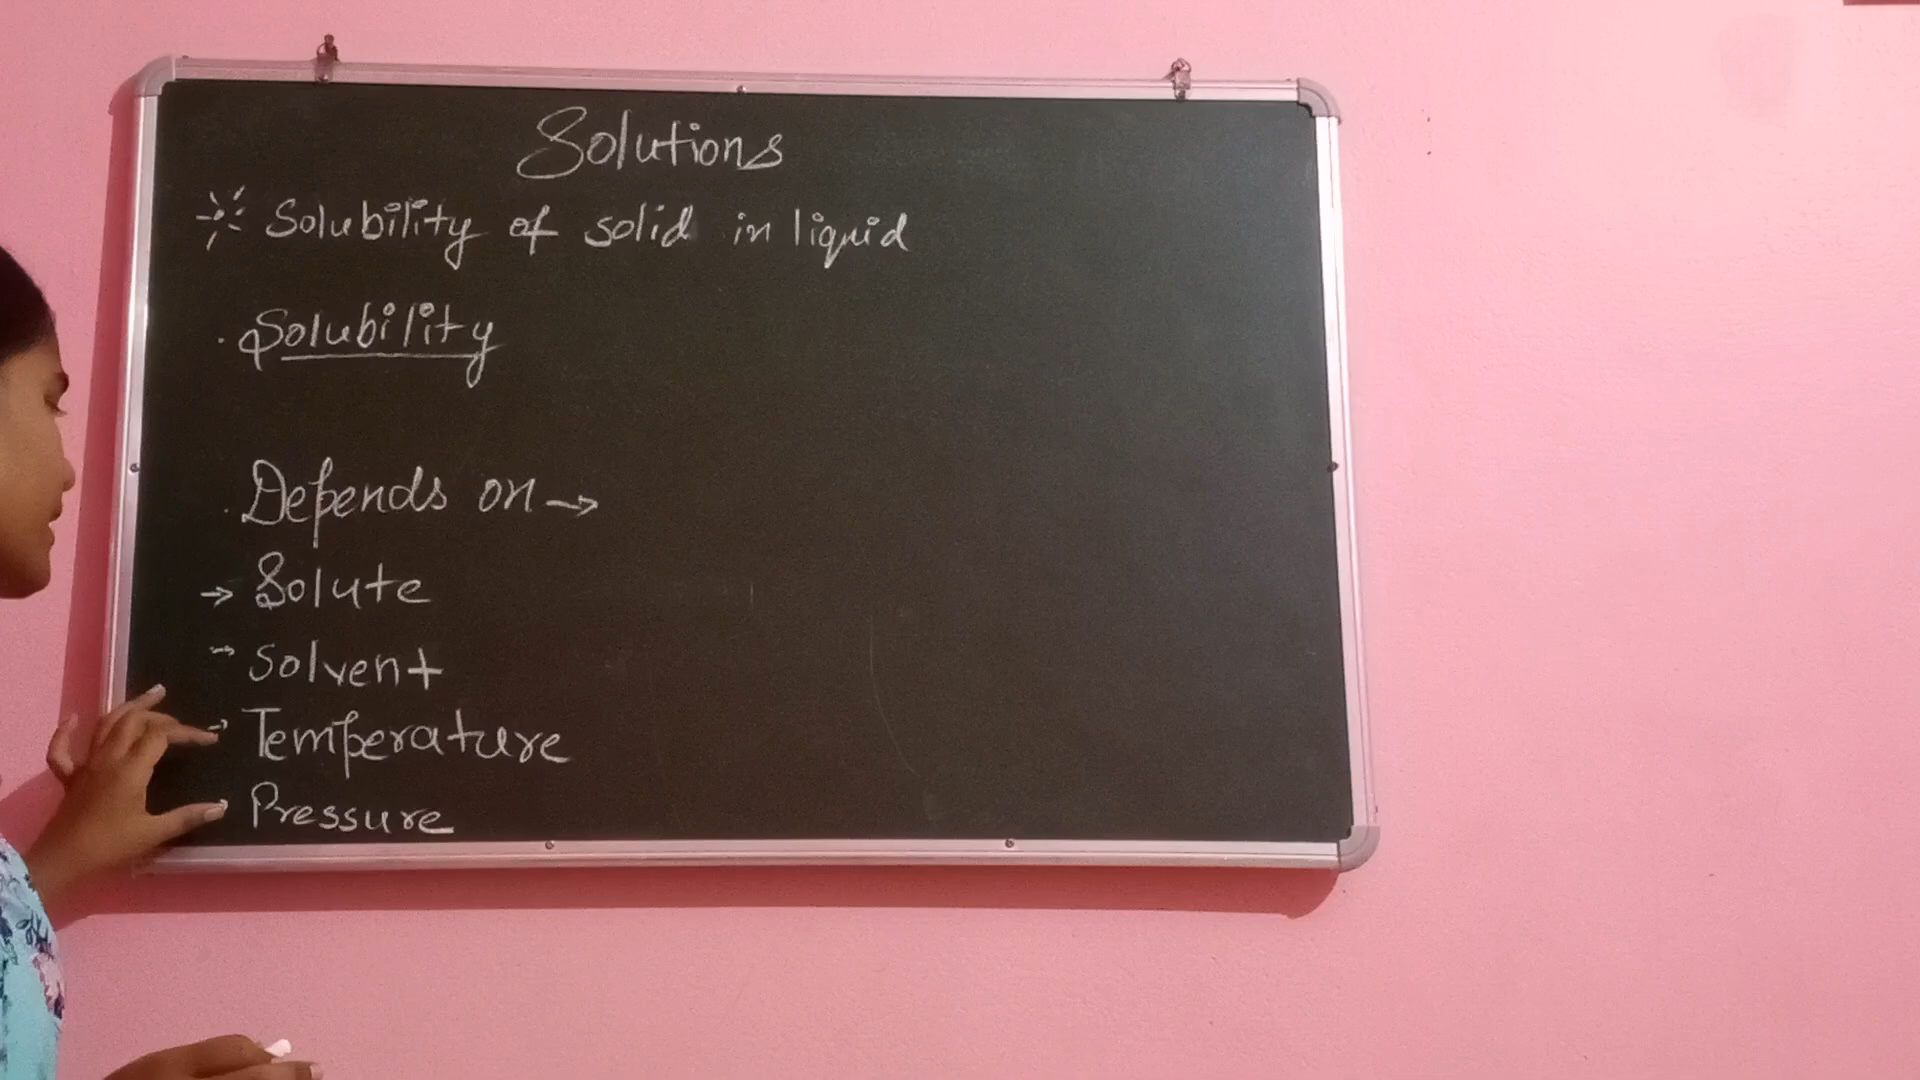 Solutions
Solubility of solid in liquid
. Solubility
. Depends on →
→ Solute
→ Solvent
→ Temperature
→ Pressure